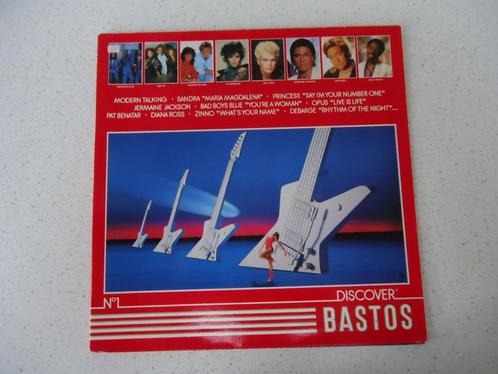 MODERN TALKING · SANDRA "MARIA MAGDALENA" · PRINCESS "SAY I'M YOUR NUMBER ONE"
JERMAINE JACKSON · BAD BOYS BLUE "YOU'RE A WOMAN" · OPUS "LIVE IS LIFE"
PAT BENATAR · DIANA ROSS · ZINNO "WHAT'S YOUR NAME" · DEBARGE "RHYTHM OF THE NIGHT"...
N°1
DISCOVER
BASTOS